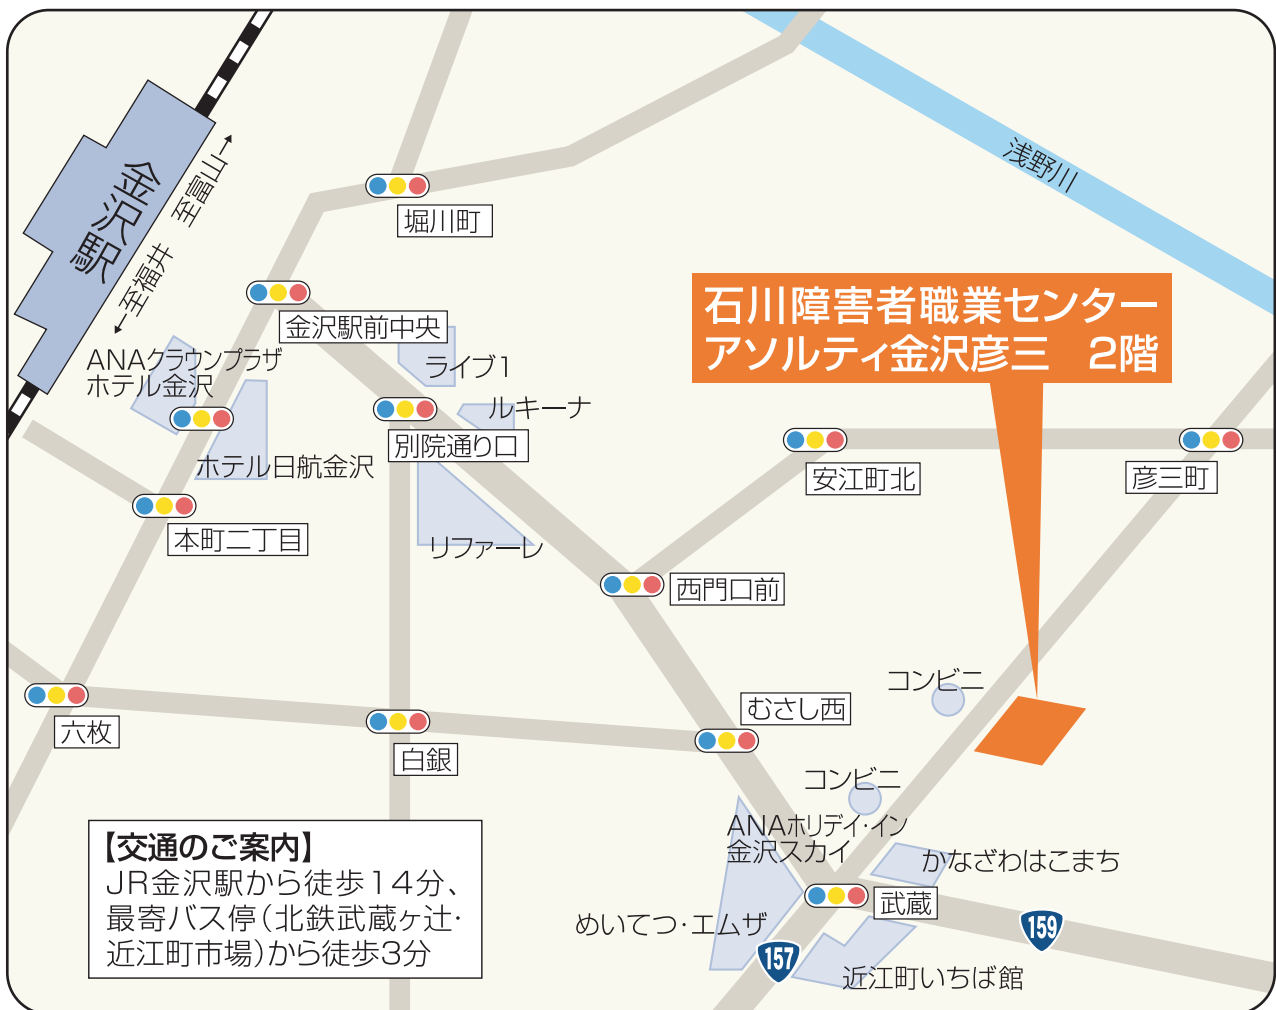 浅野川
金沢駅
至富山→
←至福井
堀川町
金沢駅前中央
石川障害者職業センター
アソルティ金沢彦三　2階
ANAクラウンプラザ
ホテル金沢
ライブ1
ルキーナ
別院通り口
ホテル日航金沢
安江町北
彦三町
本町二丁目
リファーレ
西門口前
コンビニ
むさし西
六枚
白銀
コンビニ
ANAホリデイ・イン
金沢スカイ
かなざわはこまち
武蔵
めいてつ・エムザ
159
157
近江町いちば館
【交通のご案内】
JR金沢駅から徒歩14分、
最寄バス停（北鉄武蔵ヶ辻・
近江町市場）から徒歩3分